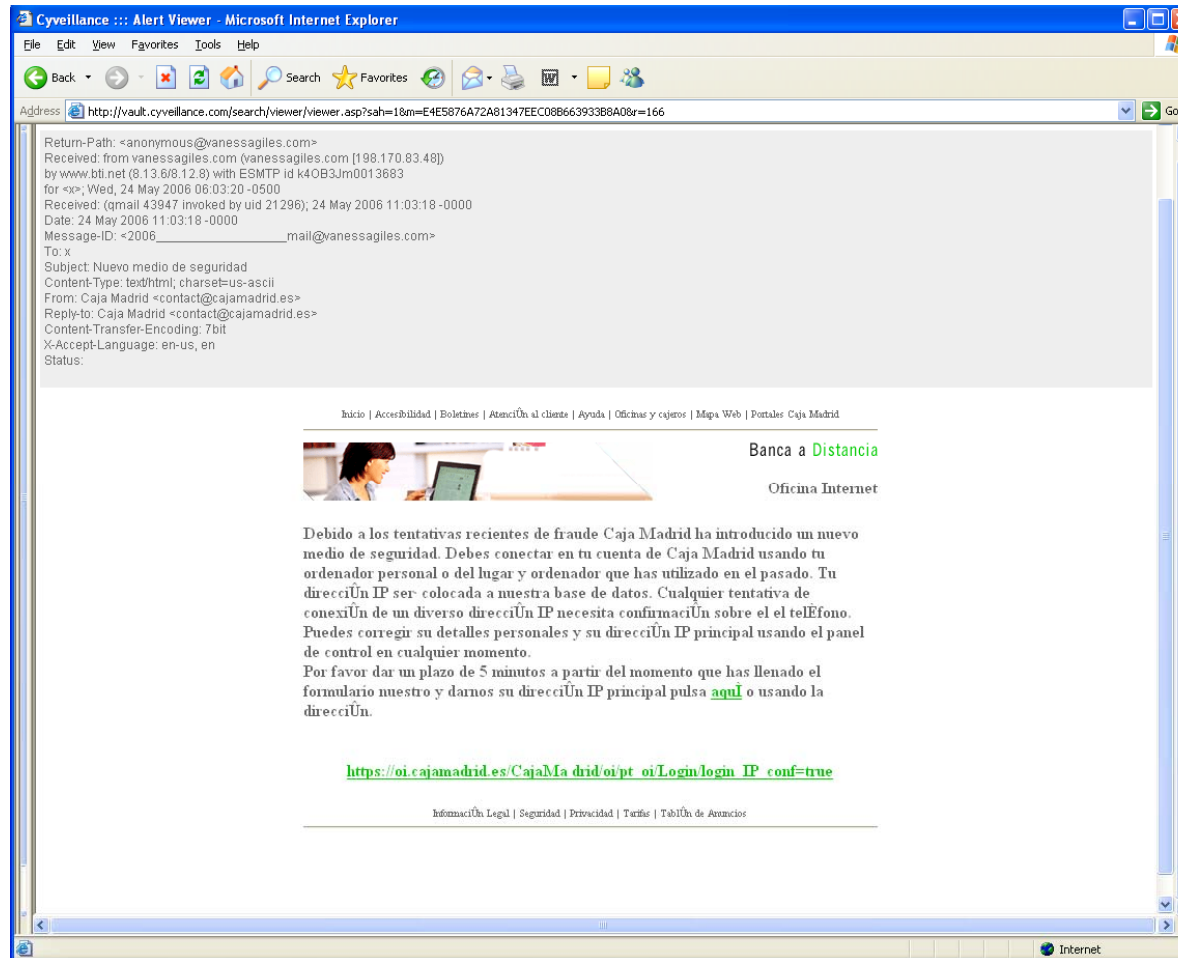 Cyveillance ::: Alert Viewer - Microsoft Internet Explorer
File Edit View Favorites Tools Help
Back Search Favorites
Address http://vault.cyveillance.com/search/viewer/viewer.asp?sah=1&m=E4E5876A72A81347EEC08B663933B8A0&r=166 Go
Return-Path: <anonymous@vanessagiles.com>
Received: from vanessagiles.com (vanessagiles.com [198.170.83.48])
by www.bti.net (8.13.6/8.12.8) with ESMTP id k4OB3Jm0013683
for <x>; Wed, 24 May 2006 06:03:20 -0500
Received: (qmail 43947 invoked by uid 21296); 24 May 2006 11:03:18 -0000
Date: 24 May 2006 11:03:18 -0000
Message-ID: <2006____________________mail@vanessagiles.com>
To: x
Subject: Nuevo medio de seguridad
Content-Type: text/html; charset=us-ascii
From: Caja Madrid <contact@cajamadrid.es>
Reply-to: Caja Madrid <contact@cajamadrid.es>
Content-Transfer-Encoding: 7bit
X-Accept-Language: en-us, en
Status:
Inicio | Accesibilidad | Boletines | AtenciÛn al cliente | Ayuda | Oficinas y cajeros | Mapa Web | Portales Caja Madrid
Banca a Distancia
Oficina Internet
Debido a los tentativas recientes de fraude Caja Madrid ha introducido un nuevo
medio de seguridad. Debes conectar en tu cuenta de Caja Madrid usando tu
ordenador personal o del lugar y ordenador que has utilizado en el pasado. Tu
direcciÛn IP ser· colocada a nuestra base de datos. Cualquier tentativa de
conexiÛn de un diverso direcciÛn IP necesita confirmaciÛn sobre el el telÈfono.
Puedes corregir su detalles personales y su direcciÛn IP principal usando el panel
de control en cualquier momento.
Por favor dar un plazo de 5 minutos a partir del momento que has llenado el
formulario nuestro y darnos su direcciÛn IP principal pulsa aquÌ o usando la
direcciÛn.
https://oi.cajamadrid.es/CajaMa drid/oi/pt_oi/Login/login_IP_conf=true
InformaciÛn Legal | Seguridad | Privacidad | Tarifas | TablÛn de Anuncios
Internet